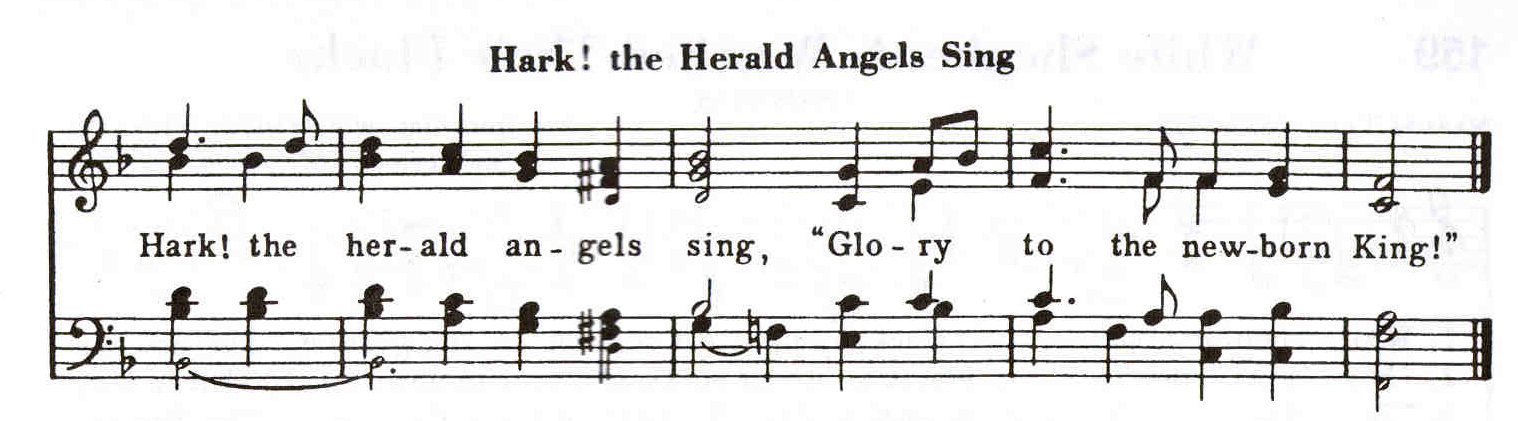 Hark! the Herald Angels Sing
Hark! the her-ald an-gels sing, “Glo-ry to the new-born King!”